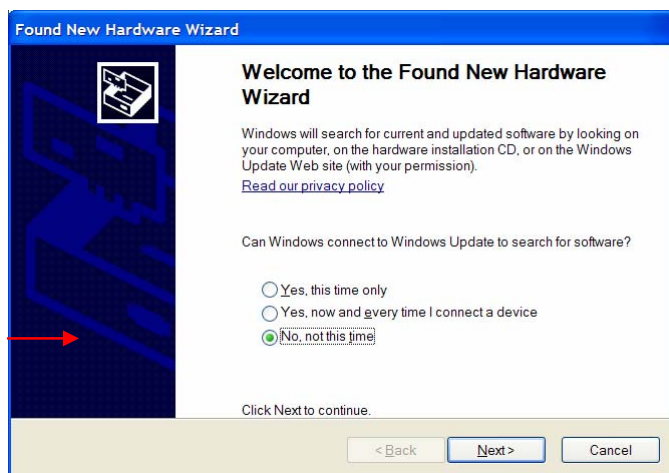 Found New Hardware Wizard
Welcome to the Found New Hardware
Wizard
Windows will search for current and updated software by looking on
your computer, on the hardware installation CD, or on the Windows
Update Web site (with your permission).
Read our privacy policy
Can Windows connect to Windows Update to search for software?
Yes, this time only
Yes, now and every time I connect a device
No, not this time
Click Next to continue.
< Back Next > Cancel